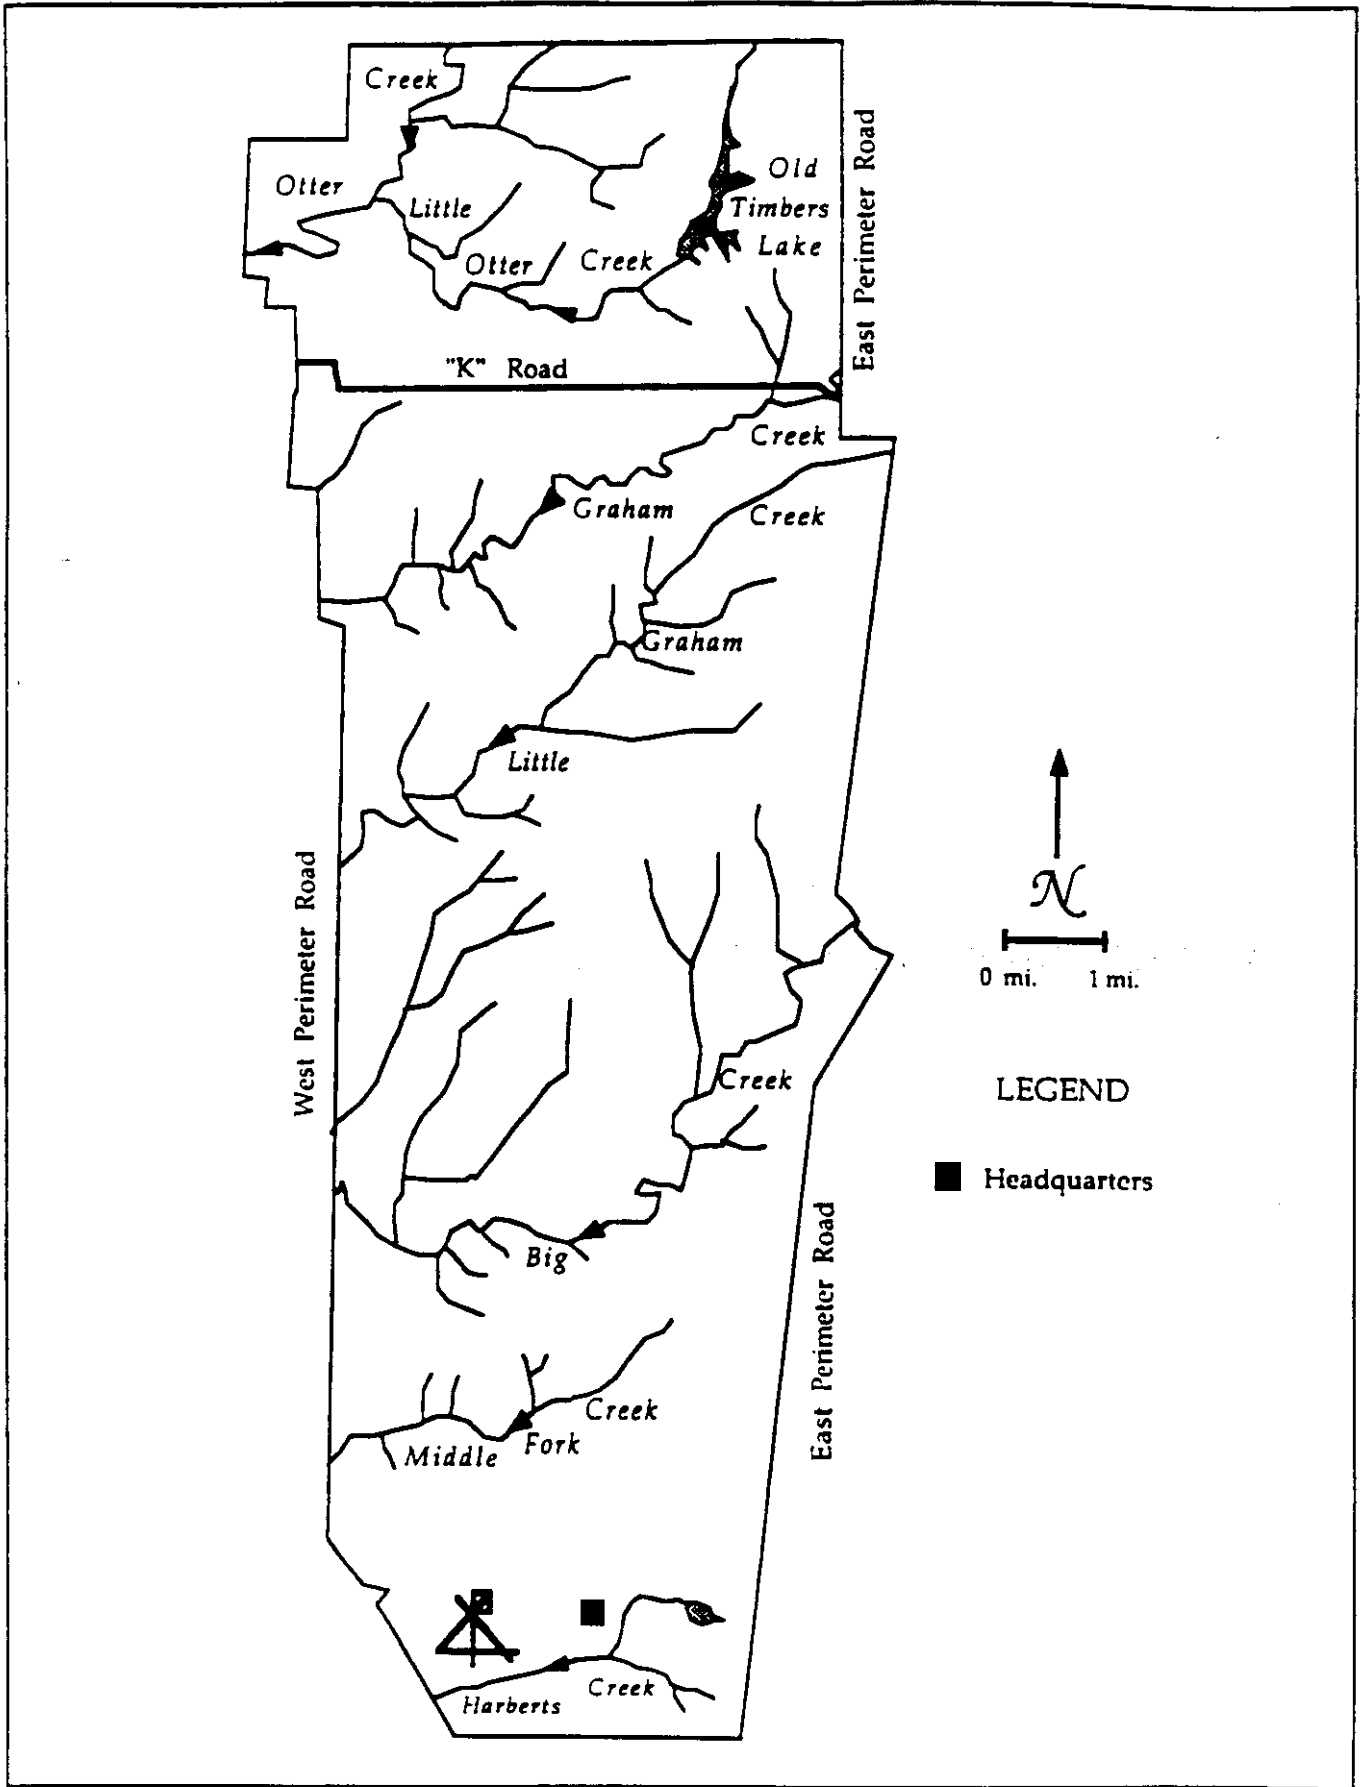 Creek
Otter
Little
Otter
Creek
Old
Timbers
Lake
East Perimeter Road
"K" Road
Creek
Graham
Creek
Graham
Little
West Perimeter Road
N
0 mi. 1 mi.
Creek
LEGEND
Headquarters
Big
East Perimeter Road
Creek
Fork
Middle
Creek
Harberts